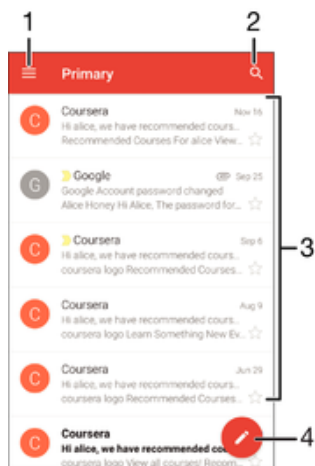 1
2
Primary
C
Coursera
Nov 16
Hi alice, we have recommended cours...
Recommended Courses For alice View...
G
Google
Sep 25
Google Account password changed
Alice Honey Hi Alice, The password for...
3
C
Coursera
Sep 6
Hi alice, we have recommended cours...
coursera logo Recommended Courses...
C
Coursera
Aug 9
Hi alice, we have recommended cours...
coursera logo Learn Something New Ev...
C
Coursera
Jun 29
Hi alice, we have recommended cours...
coursera logo Recommended Courses...
4
C
Coursera
Hi alice, we have recommended co
coursera logo View all courses! Recom...